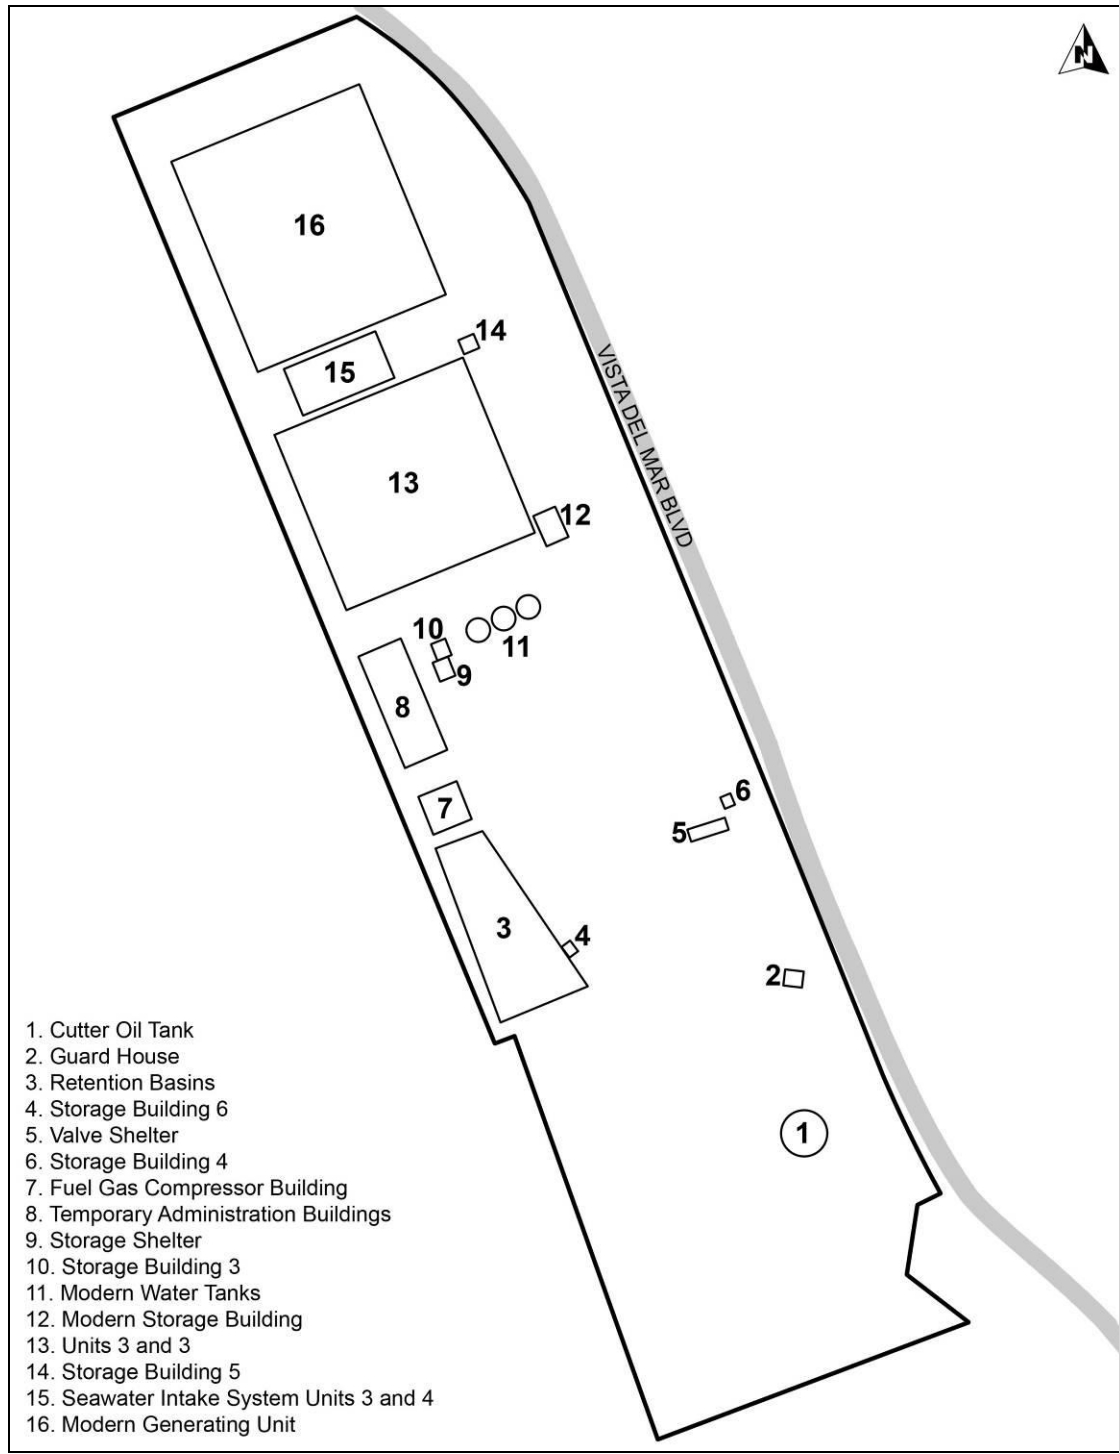 N
16
14
15
13
12
VISTA DEL MAR BLVD
10
11
9
8
7
6
5
3
4
2
1
1. Cutter Oil Tank
2. Guard House
3. Retention Basins
4. Storage Building 6
5. Valve Shelter
6. Storage Building 4
7. Fuel Gas Compressor Building
8. Temporary Administration Buildings
9. Storage Shelter
10. Storage Building 3
11. Modern Water Tanks
12. Modern Storage Building
13. Units 3 and 3
14. Storage Building 5
15. Seawater Intake System Units 3 and 4
16. Modern Generating Unit